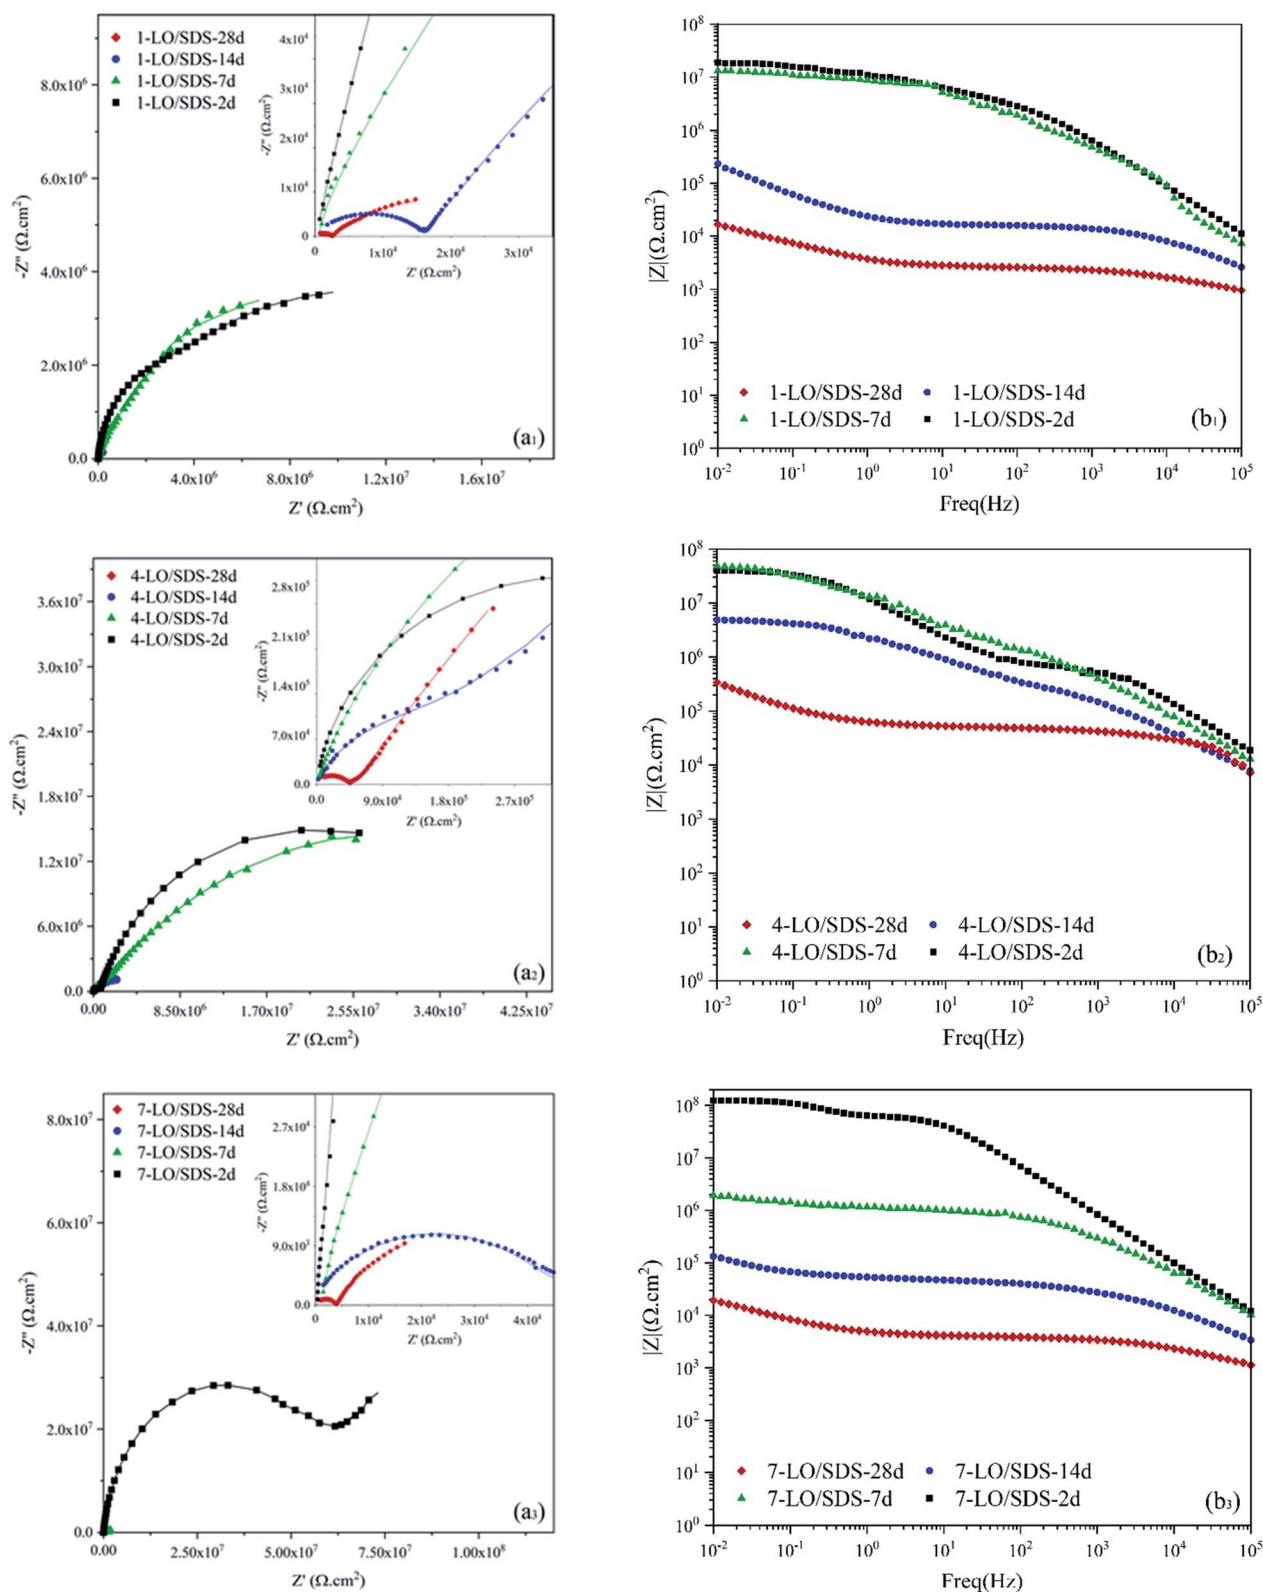 1-LO/SDS-28d
1-LO/SDS-14d
1-LO/SDS-7d
1-LO/SDS-2d
8.0x10⁶
6.0x10⁶
4.0x10⁶
2.0x10⁶
0.0
-Z'' (Ω.cm²)
0.0
4.0x10⁶
8.0x10⁶
1.2x10⁷
1.6x10⁷
Z' (Ω.cm²)
(a₁)
4x10⁴
3x10⁴
2x10⁴
1x10⁴
0
-Z'' (Ω.cm²)
0
1x10⁴
2x10⁴
3x10⁴
Z' (Ω.cm²)
10⁸
10⁷
10⁶
10⁵
10⁴
10³
10²
10¹
10⁰
|Z|(Ω.cm²)
1-LO/SDS-28d
1-LO/SDS-14d
1-LO/SDS-7d
1-LO/SDS-2d
(b₁)
10⁻²
10⁻¹
10⁰
10¹
10²
10³
10⁴
10⁵
Freq(Hz)
4-LO/SDS-28d
4-LO/SDS-14d
4-LO/SDS-7d
4-LO/SDS-2d
3.6x10⁷
3.0x10⁷
2.4x10⁷
1.8x10⁷
1.2x10⁷
6.0x10⁶
0.0
-Z'' (Ω.cm²)
0.00
8.50x10⁶
1.70x10⁷
2.55x10⁷
3.40x10⁷
4.25x10⁷
Z' (Ω.cm²)
(a₂)
2.8x10⁵
2.1x10⁵
1.4x10⁵
7.0x10⁴
0.0
-Z'' (Ω.cm²)
0.0
9.0x10⁴
1.8x10⁵
2.7x10⁵
Z' (Ω.cm²)
10⁸
10⁷
10⁶
10⁵
10⁴
10³
10²
10¹
10⁰
|Z|(Ω.cm²)
4-LO/SDS-28d
4-LO/SDS-14d
4-LO/SDS-7d
4-LO/SDS-2d
(b₂)
10⁻²
10⁻¹
10⁰
10¹
10²
10³
10⁴
10⁵
Freq(Hz)
7-LO/SDS-28d
7-LO/SDS-14d
7-LO/SDS-7d
7-LO/SDS-2d
8.0x10⁷
6.0x10⁷
4.0x10⁷
2.0x10⁷
0.0
-Z'' (Ω.cm²)
0.00
2.50x10⁷
5.00x10⁷
7.50x10⁷
1.00x10⁸
Z' (Ω.cm²)
(a₃)
2.7x10⁴
1.8x10⁴
9.0x10³
0.0
-Z'' (Ω.cm²)
0
1x10⁴
2x10⁴
3x10⁴
4x10⁴
Z' (Ω.cm²)
10⁸
10⁷
10⁶
10⁵
10⁴
10³
10²
10¹
10⁰
|Z|(Ω.cm²)
7-LO/SDS-28d
7-LO/SDS-14d
7-LO/SDS-7d
7-LO/SDS-2d
(b₃)
10⁻²
10⁻¹
10⁰
10¹
10²
10³
10⁴
10⁵
Freq(Hz)